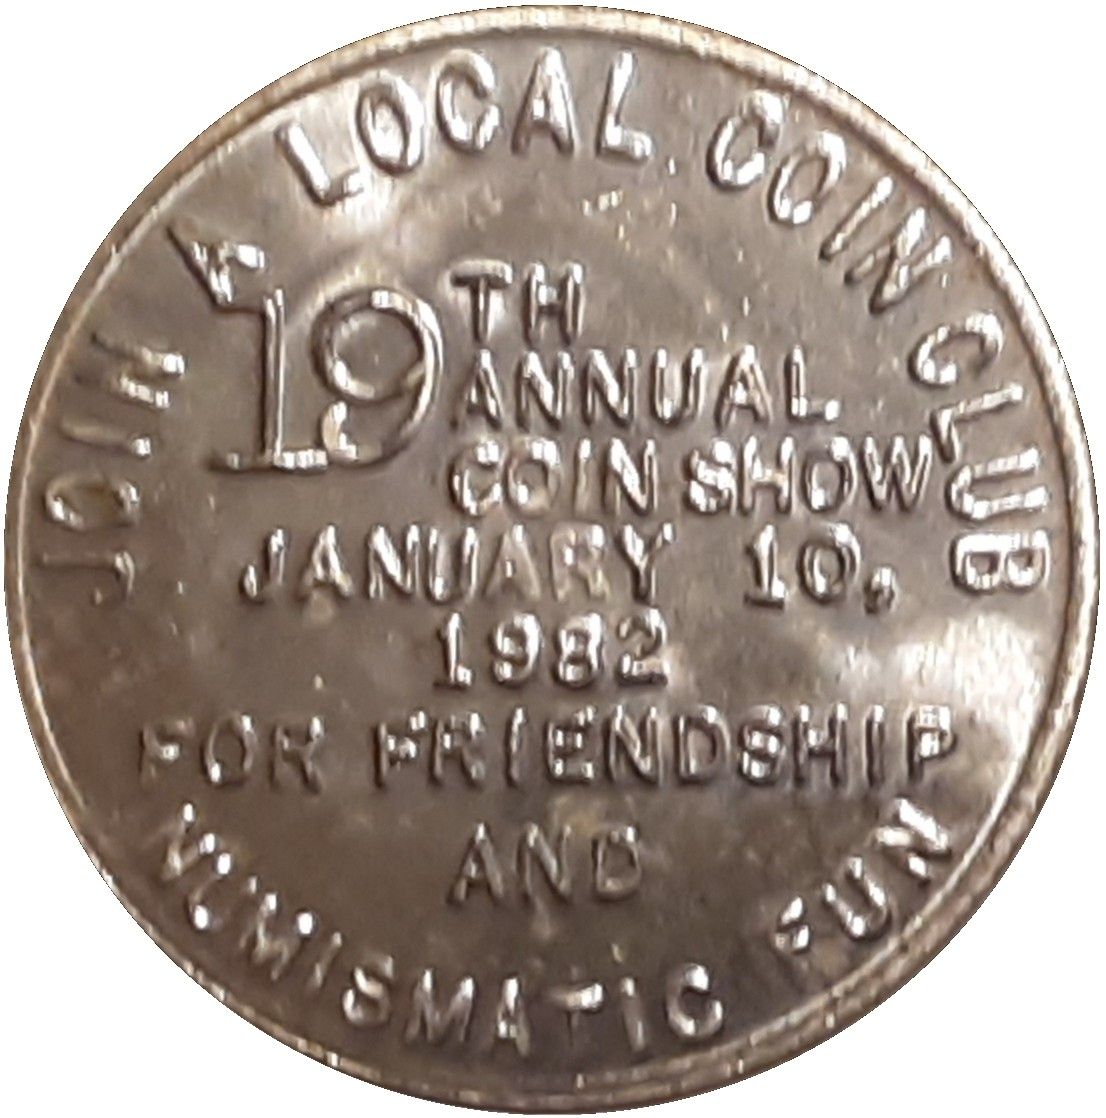 JOIN A LOCAL COIN CLUB
19TH
ANNUAL
COIN SHOW
JANUARY 10,
1982
FOR FRIENDSHIP
AND
NUMISMATIC FUN